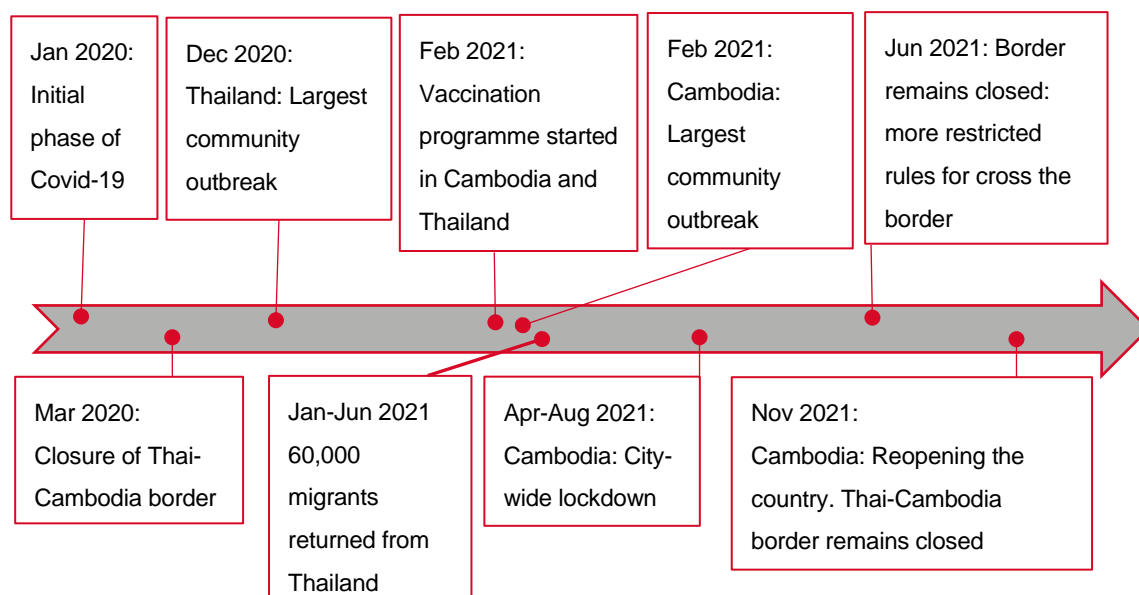 Jan 2020:
Initial
phase of
Covid-19
Dec 2020:
Thailand: Largest
community
outbreak
Feb 2021:
Vaccination
programme started
in Cambodia and
Thailand
Feb 2021:
Cambodia:
Largest
community
outbreak
Jun 2021: Border
remains closed:
more restricted
rules for cross the
border
Mar 2020:
Closure of Thai-
Cambodia border
Jan-Jun 2021
60,000
migrants
returned from
Thailand
Apr-Aug 2021:
Cambodia: City-
wide lockdown
Nov 2021:
Cambodia: Reopening the
country. Thai-Cambodia
border remains closed